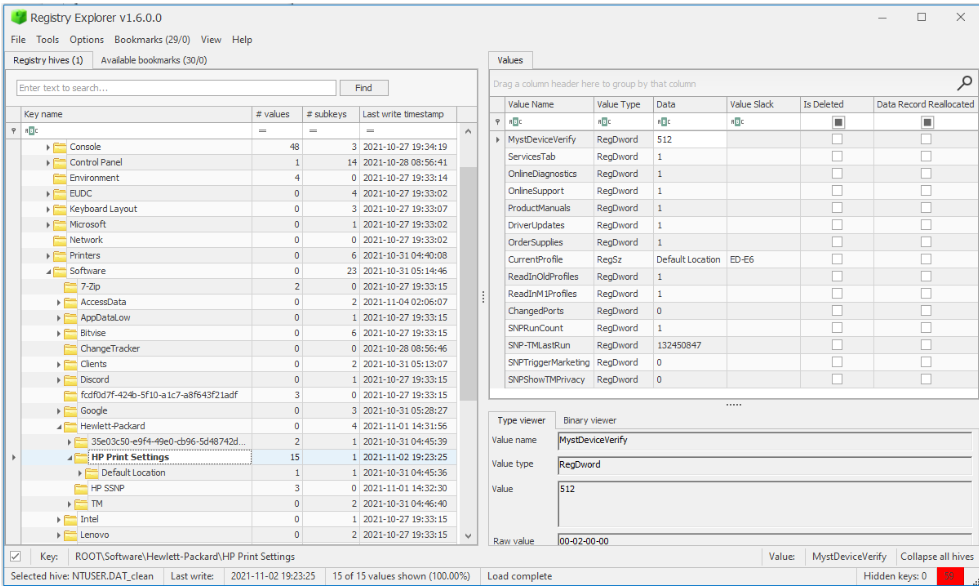 Registry Explorer v1.6.0.0
File Tools Options Bookmarks (29/0) View Help
Registry hives (1) Available bookmarks (30/0)
Enter text to search... Find
Key name # values # subkeys Last write timestamp
= = =
Console 48 3 2021-10-27 19:34:19
Control Panel 1 14 2021-10-28 08:56:41
Environment 4 0 2021-10-27 19:33:14
EUDC 0 4 2021-10-27 19:33:02
Keyboard Layout 0 3 2021-10-27 19:33:07
Microsoft 0 1 2021-10-27 19:33:02
Network 0 0 2021-10-27 19:33:02
Printers 0 6 2021-10-31 04:40:08
Software 0 23 2021-10-31 05:14:46
7-Zip 2 0 2021-10-27 19:33:15
AccessData 0 2 2021-11-04 02:06:07
AppDataLow 0 1 2021-10-27 19:33:15
Bitvise 0 6 2021-10-27 19:33:15
ChangeTracker 0 0 2021-10-28 08:56:46
Clients 0 2 2021-10-31 05:13:07
Discord 0 1 2021-10-27 19:33:15
fcdf0d7f-424b-5f10-a1c7-a8f643f21adf 3 0 2021-10-27 19:33:15
Google 0 3 2021-10-31 05:28:27
Hewlett-Packard 0 4 2021-11-01 14:31:56
35e03c50-e9f4-49e0-cb96-5d48742d... 2 1 2021-10-31 04:45:39
HP Print Settings 15 1 2021-11-02 19:23:25
Default Location 1 1 2021-10-31 04:45:36
HP SSNP 3 0 2021-11-01 14:32:30
TM 0 2 2021-10-31 04:46:40
Intel 0 1 2021-10-27 19:33:15
Lenovo 0 2 2021-10-27 19:33:15
Values
Drag a column header here to group by that column
Value Name Value Type Data Value Slack Is Deleted Data Record Reallocated
MystDeviceVerify RegDword 512
ServicesTab RegDword 1
OnlineDiagnostics RegDword 1
OnlineSupport RegDword 1
ProductManuals RegDword 1
DriverUpdates RegDword 1
OrderSupplies RegDword 1
CurrentProfile RegSz Default Location ED-E6
ReadInOldProfiles RegDword 1
ReadInM1Profiles RegDword 1
ChangedPorts RegDword 0
SNPRunCount RegDword 1
SNP-TMLastRun RegDword 132450847
SNPTriggerMarketing RegDword 0
SNPShowTMPrivacy RegDword 0
Type viewer Binary viewer
Value name MystDeviceVerify
Value type RegDword
Value 512
Raw value 00-02-00-00
Key: ROOT\Software\Hewlett-Packard\HP Print Settings Value: MystDeviceVerify Collapse all hives
Selected hive: NTUSER.DAT_clean Last write: 2021-11-02 19:23:25 15 of 15 values shown (100.00%) Load complete Hidden keys: 0